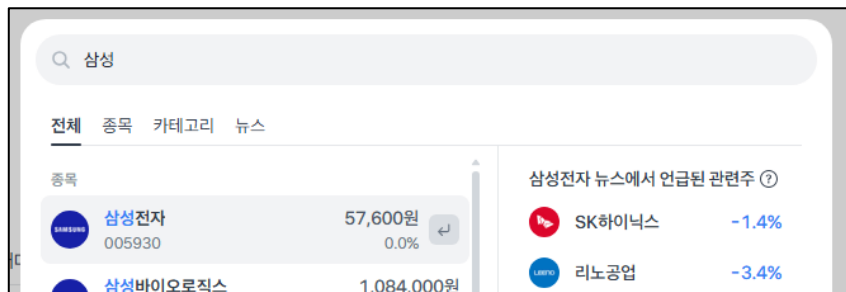 삼성
전체 종목 카테고리 뉴스
종목
삼성전자 57,600원
SAMSUNG
005930 0.0%
삼성바이오로직스 1,084,000원
삼성전자 뉴스에서 언급된 관련주 ?
SK하이닉스 -1.4%
LEENO
리노공업 -3.4%